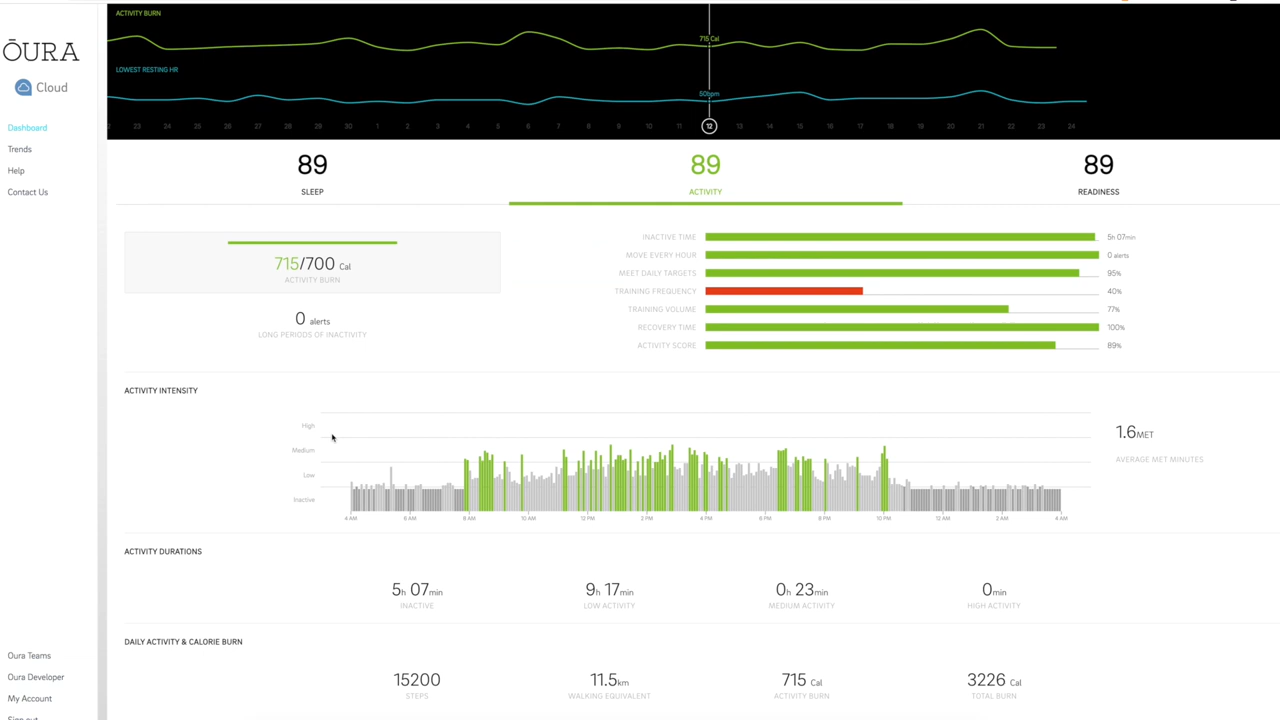 ŌURA
Cloud
Dashboard
Trends
Help
Contact Us
Oura Teams
Oura Developer
My Account
ACTIVITY BURN
715 Cal
LOWEST RESTING HR
50bpm
23 24 25 26 27 28 29 30 1 2 3 4 5 6 7 8 9 10 11 12 13 14 15 16 17 18 19 20 21 22 23 24
89 89 89
SLEEP ACTIVITY READINESS
715/700 Cal
ACTIVITY BURN
0 alerts
LONG PERIODS OF INACTIVITY
INACTIVE TIME 5h 07min
MOVE EVERY HOUR 0 alerts
MEET DAILY TARGETS 95%
TRAINING FREQUENCY 40%
TRAINING VOLUME 77%
RECOVERY TIME 100%
ACTIVITY SCORE 89%
ACTIVITY INTENSITY
High
Medium
Low
Inactive
4 AM 6 AM 8 AM 10 AM 12 PM 2 PM 4 PM 6 PM 8 PM 10 PM 12 AM 2 AM 4 AM
1.6MET
AVERAGE MET MINUTES
ACTIVITY DURATIONS
5h 07min 9h 17min 0h 23min 0min
INACTIVE LOW ACTIVITY MEDIUM ACTIVITY HIGH ACTIVITY
DAILY ACTIVITY & CALORIE BURN
15200 11.5km 715 Cal 3226 Cal
STEPS WALKING EQUIVALENT ACTIVITY BURN TOTAL BURN